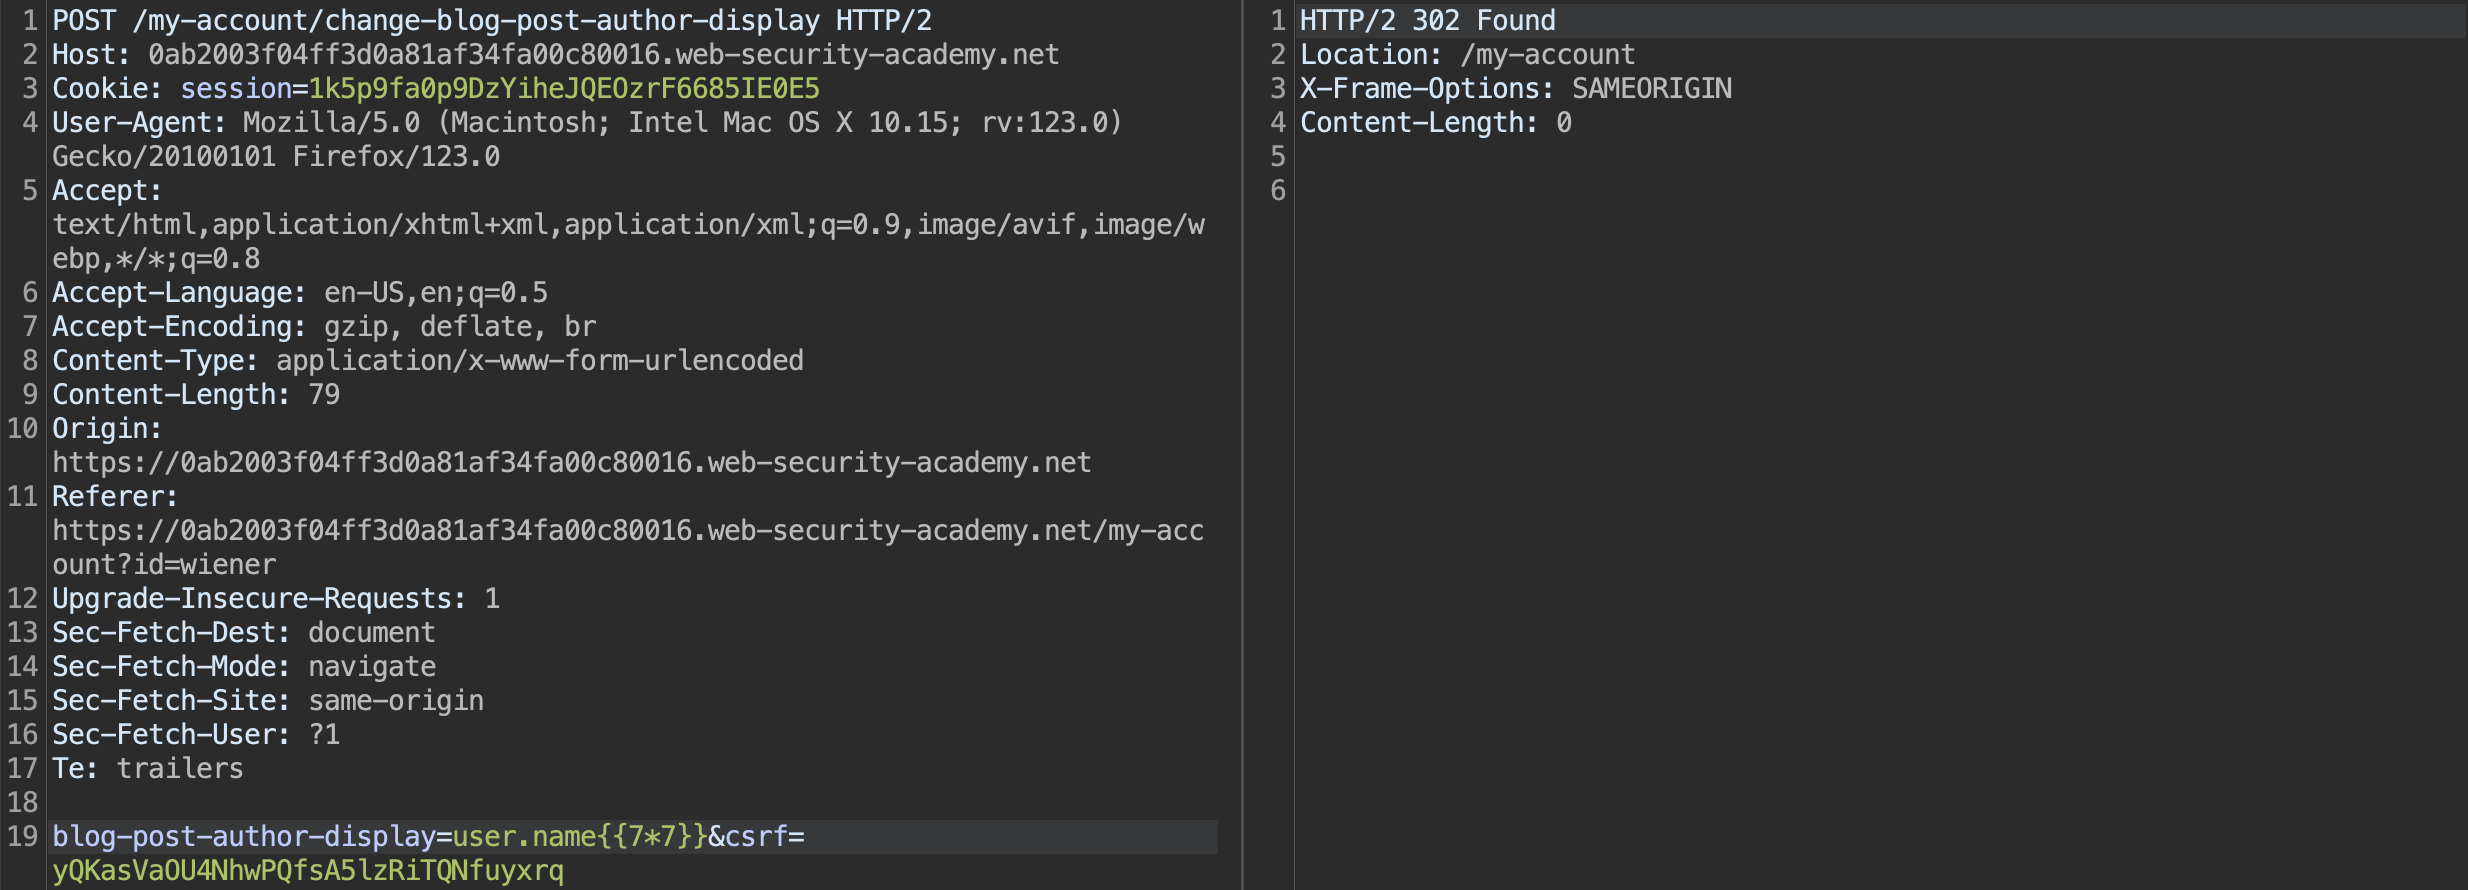 1 POST /my-account/change-blog-post-author-display HTTP/2
2 Host: 0ab2003f04ff3d0a81af34fa00c80016.web-security-academy.net
3 Cookie: session=1k5p9fa0p9DzYiheJQEOzrF6685IE0E5
4 User-Agent: Mozilla/5.0 (Macintosh; Intel Mac OS X 10.15; rv:123.0)
Gecko/20100101 Firefox/123.0
5 Accept:
text/html,application/xhtml+xml,application/xml;q=0.9,image/avif,image/w
ebp,*/*;q=0.8
6 Accept-Language: en-US,en;q=0.5
7 Accept-Encoding: gzip, deflate, br
8 Content-Type: application/x-www-form-urlencoded
9 Content-Length: 79
10 Origin:
https://0ab2003f04ff3d0a81af34fa00c80016.web-security-academy.net
11 Referer:
https://0ab2003f04ff3d0a81af34fa00c80016.web-security-academy.net/my-acc
ount?id=wiener
12 Upgrade-Insecure-Requests: 1
13 Sec-Fetch-Dest: document
14 Sec-Fetch-Mode: navigate
15 Sec-Fetch-Site: same-origin
16 Sec-Fetch-User: ?1
17 Te: trailers
18
19 blog-post-author-display=user.name{{7*7}}&csrf=
yQKasVaOU4NhwPQfsA5lzRiTQNfuyxrq
1 HTTP/2 302 Found
2 Location: /my-account
3 X-Frame-Options: SAMEORIGIN
4 Content-Length: 0
5
6